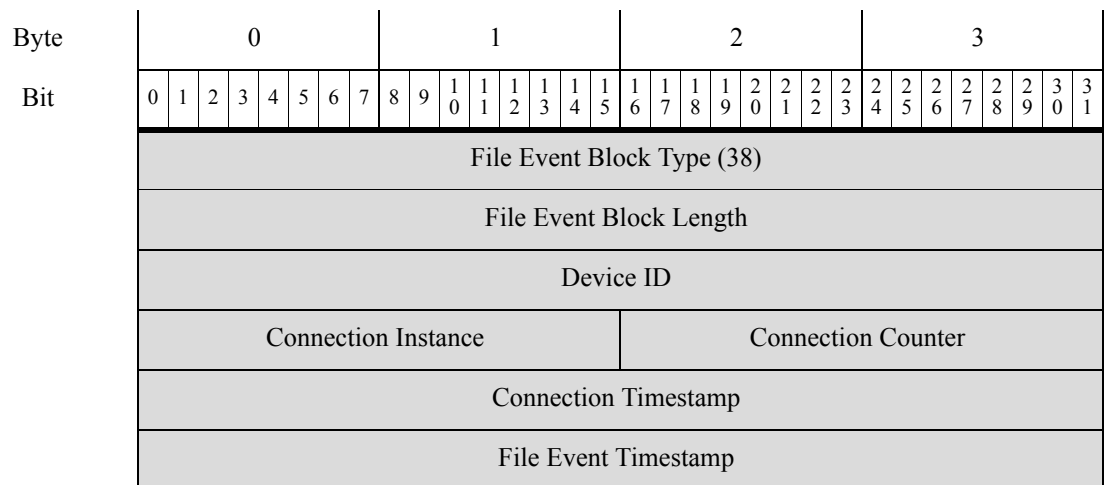 Byte 0 1 2 3
Bit 0 1 2 3 4 5 6 7 8 9 10 11 12 13 14 15 16 17 18 19 20 21 22 23 24 25 26 27 28 29 30 31
File Event Block Type (38)
File Event Block Length
Device ID
Connection Instance Connection Counter
Connection Timestamp
File Event Timestamp